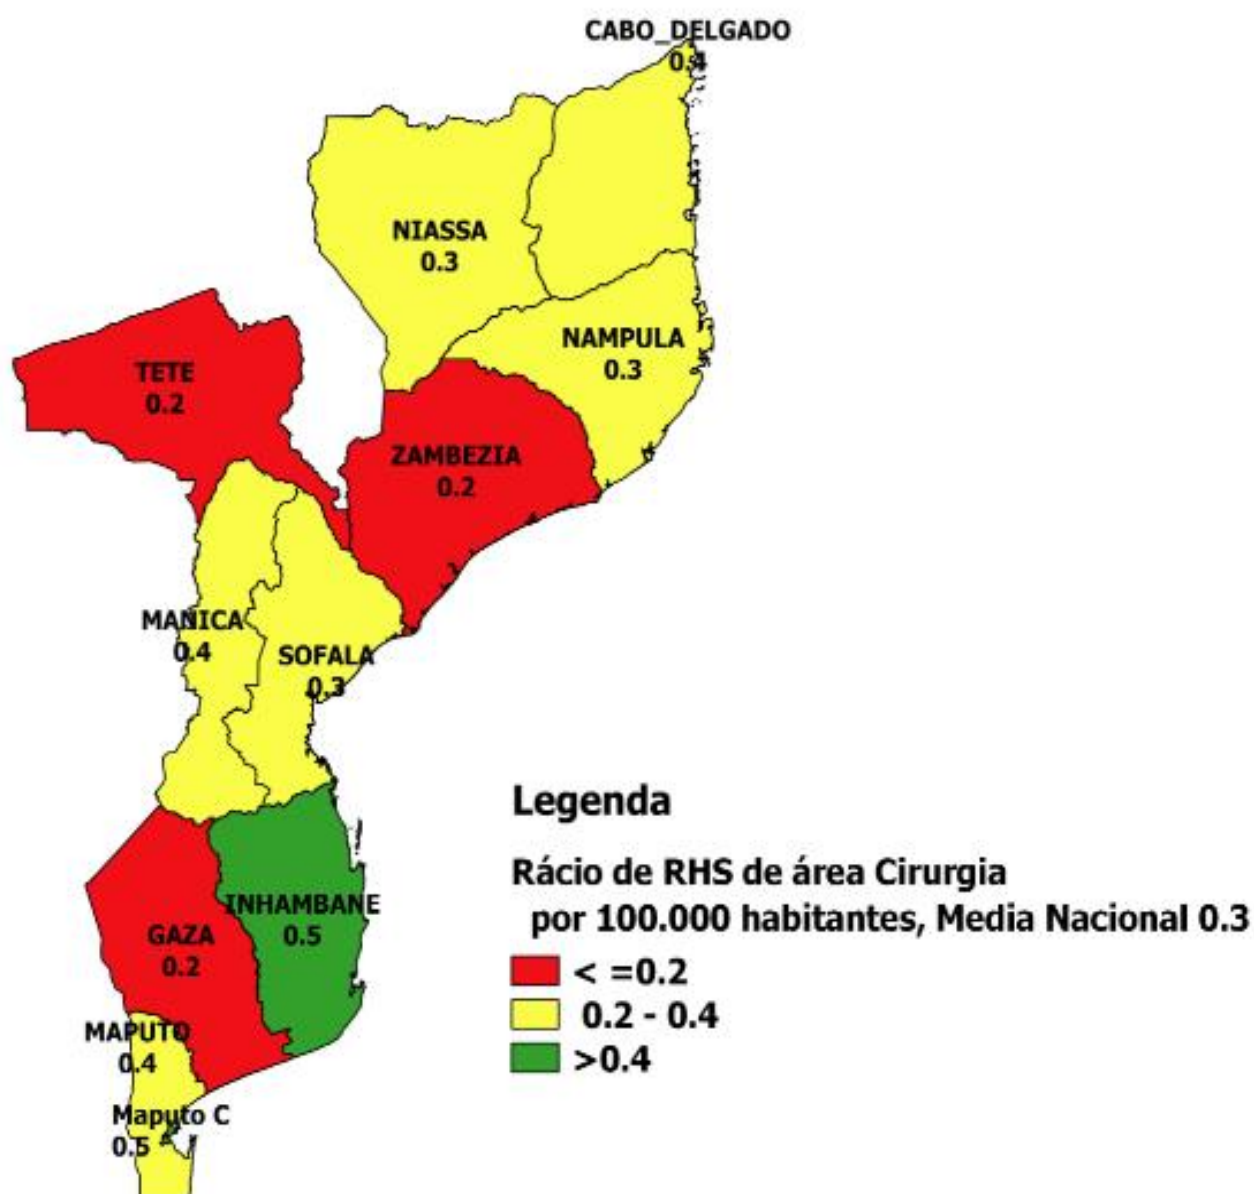 CABO_DELGADO
0.4
NIASSA
0.3
NAMPULA
0.3
TETE
0.2
ZAMBEZIA
0.2
MANICA
0.4
SOFALA
0.3
Legenda
Rácio de RHS de área Cirurgia
por 100.000 habitantes, Media Nacional 0.3
< =0.2
0.2 - 0.4
>0.4
INHAMBANE
0.5
GAZA
0.2
MAPUTO
0.4
Maputo C
0.5